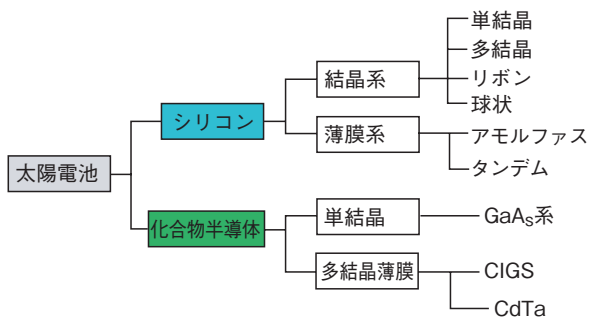 太陽電池
シリコン
結晶系
単結晶
多結晶
リボン
球状
薄膜系
アモルファス
タンデム
化合物半導体
単結晶
GaAs系
多結晶薄膜
CIGS
CdTa